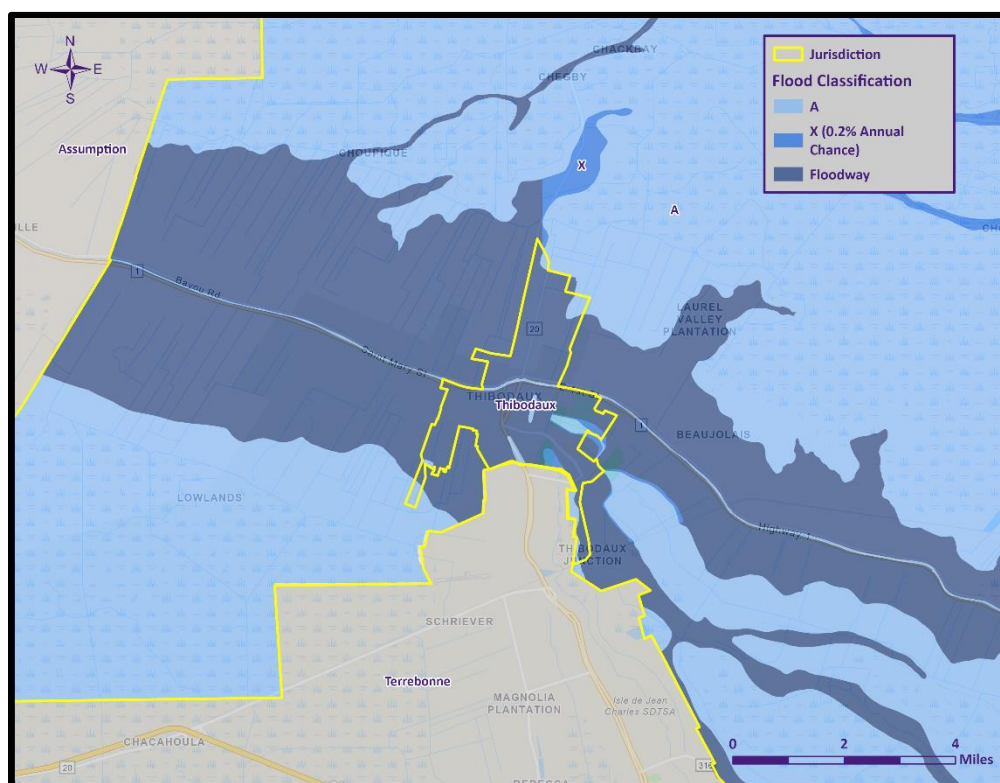 N
W E
S
CHACKBAY
CHEGBY
Jurisdiction
Flood Classification
A
X (0.2% Annual
Chance)
Floodway
Assumption
CHOUPIQUE
X
A
1
Bayou Rd
LAUREL
VALLEY
PLANTATION
20
Saint Mary St
THIBODAUX
Thibodaux
1
BEAUJOLAIS
LOWLANDS
Highway 1
THIBODAUX
JUNCTION
SCHRIEVER
Terrebonne
MAGNOLIA
PLANTATION
Isle de Jean
Charles SDTSA
CHACAHOULA
20
316
0 2 4
Miles